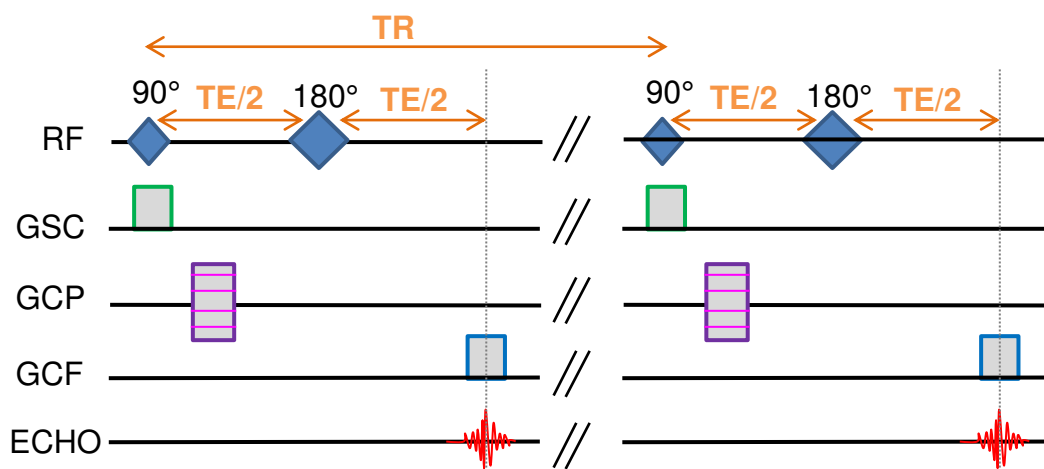 TR
90° TE/2 180° TE/2 90° TE/2 180° TE/2
RF
GSC
GCP
GCF
ECHO